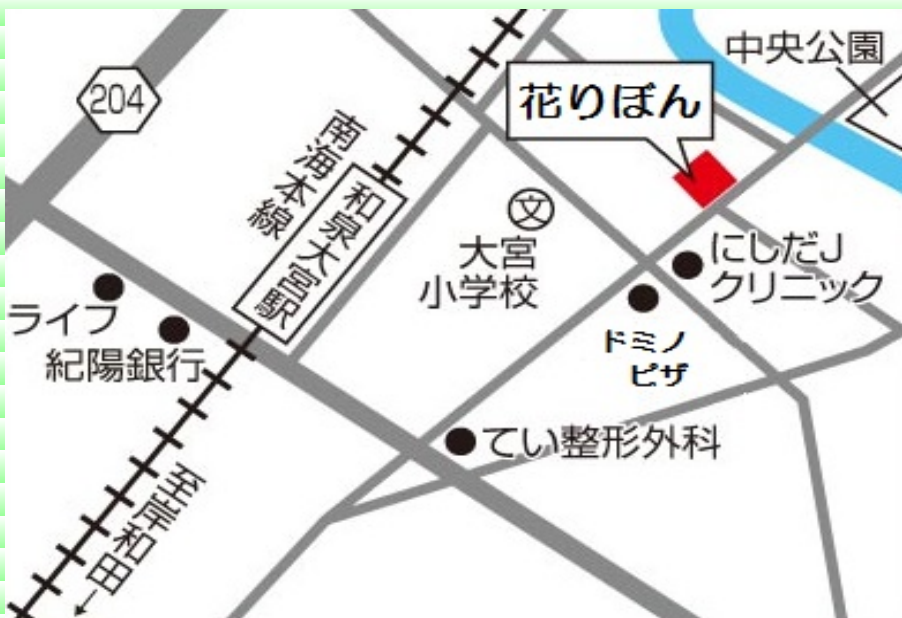 中央公園
花りぼん
204
南海本線
和泉大宮駅
文
大宮
小学校
にしだJ
クリニック
ライフ
紀陽銀行
ドミノ
ピザ
てい整形外科
至岸和田
←